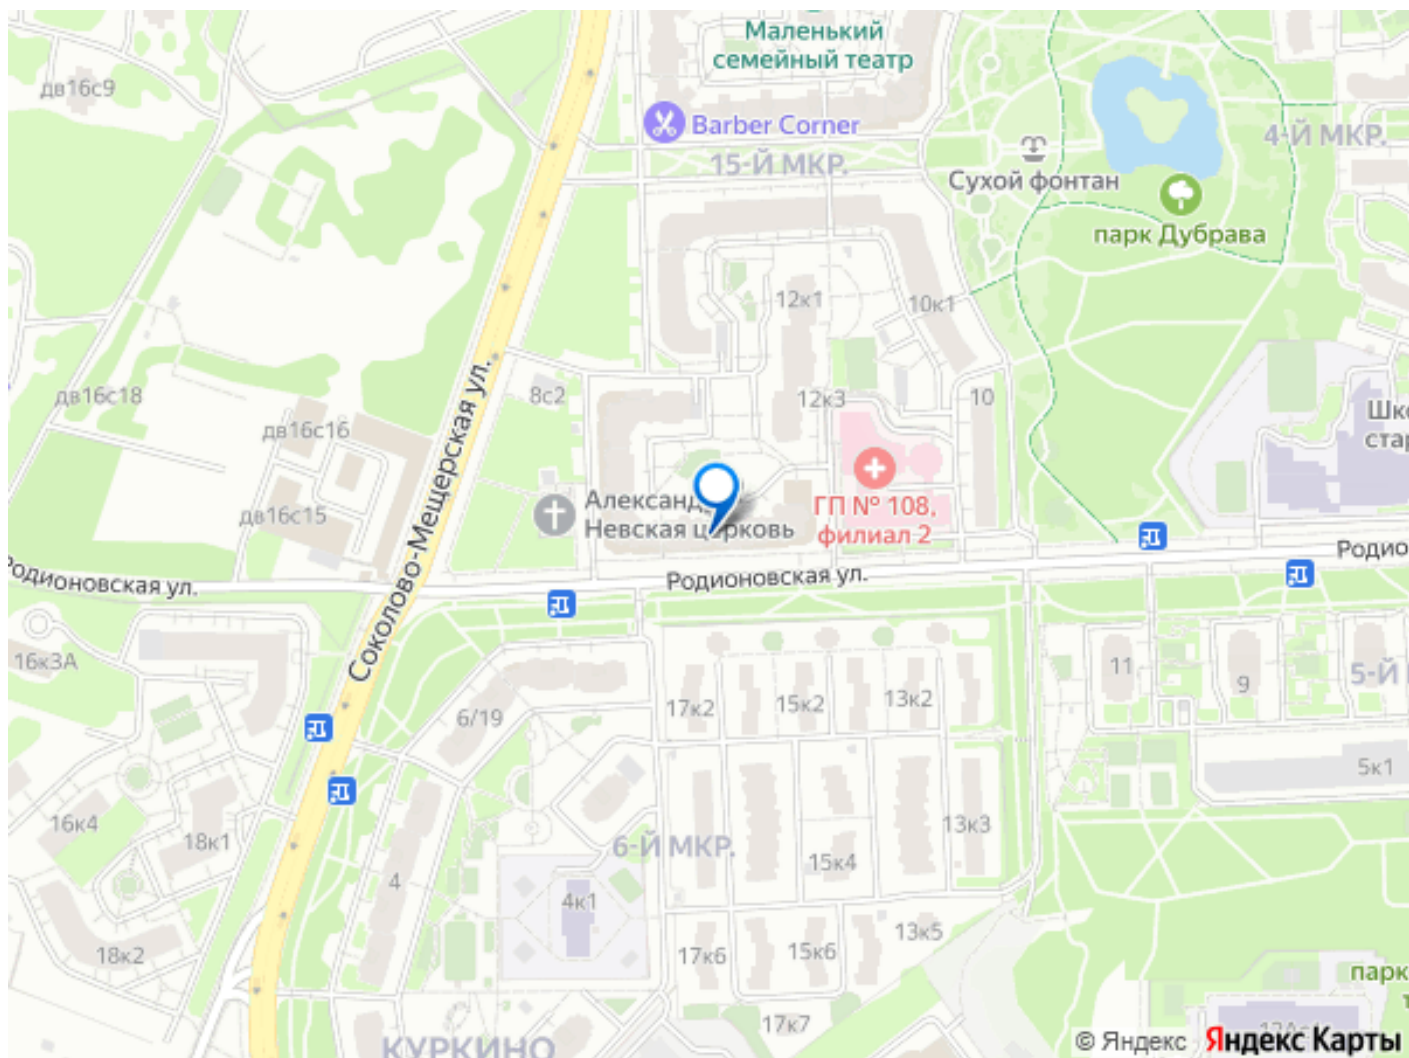 Маленький
семейный театр
дв16с9
Barber Corner
15-Й МКР.
4-Й МКР.
Сухой фонтан
парк Дубрава
12к1
10к1
дв16с18
8с2
12к3
10
дв16с16
Соколово-Мещерская ул.
дв16с15
Невская церковь
ГП № 108,
филиал 2
Родионовская ул.
Родионовская ул.
16к3А
6/19
17к2
15к2
13к2
11
9
5к1
16к4
18к1
6-Й МКР.
13к3
15к4
4
4к1
13к5
18к2
17к6
15к6
парк
17к7
КУРКИНО
© Яндекс Яндекс Карты